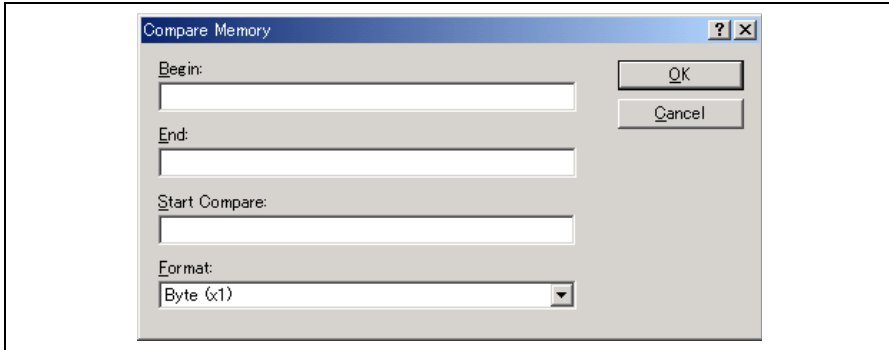 Compare Memory
Begin:
OK
Cancel
End:
Start Compare:
Format:
Byte (x1)